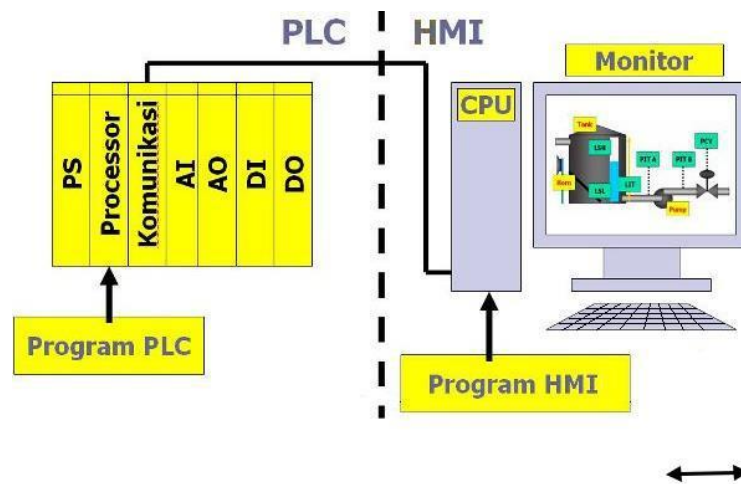 PLC
HMI
PS
Processor
Komunikasi
AI
AO
DI
DO
CPU
Monitor
Tank
LSH
PIT A
PIT B
PCV
LSL
LIT
Pump
Program PLC
Program HMI